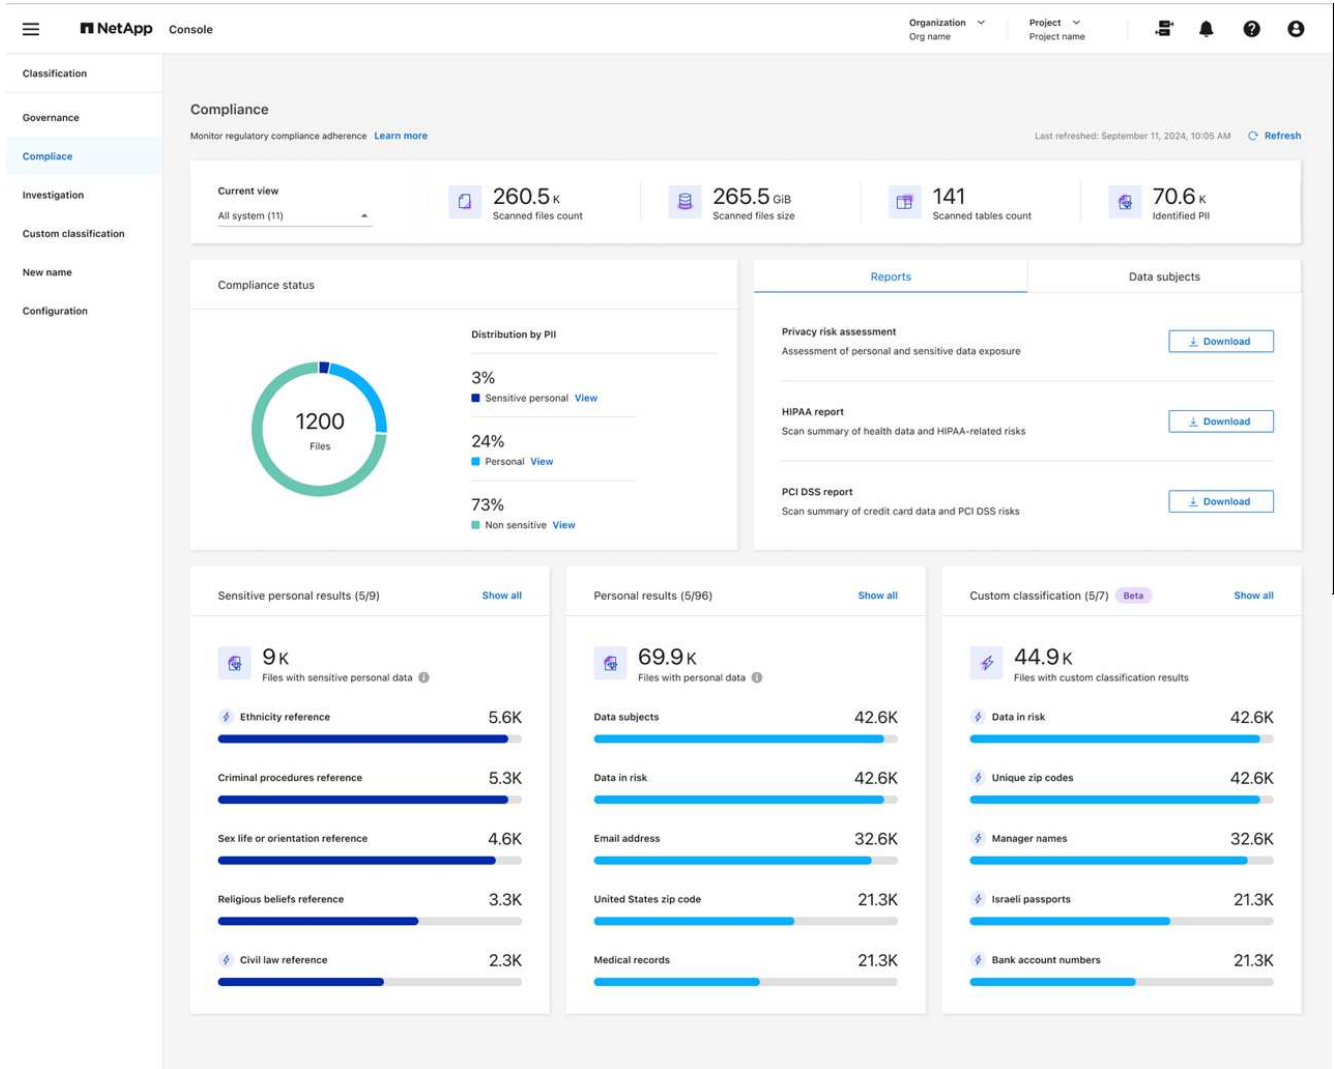 NetApp Console
Organization
Org name
Project
Project name
Classification
Governance
Compliace
Investigation
Custom classification
New name
Configuration
Compliance
Monitor regulatory compliance adherence Learn more
Last refreshed: September 11, 2024, 10:05 AM Refresh
Current view
All system (11)
260.5 K
Scanned files count
265.5 GiB
Scanned files size
141
Scanned tables count
70.6 K
Identified PII
Compliance status
1200
Files
Distribution by PII
3%
Sensitive personal View
24%
Personal View
73%
Non sensitive View
Reports
Data subjects
Privacy risk assessment
Assessment of personal and sensitive data exposure
Download
HIPAA report
Scan summary of health data and HIPAA-related risks
Download
PCI DSS report
Scan summary of credit card data and PCI DSS risks
Download
Sensitive personal results (5/9) Show all
9 K
Files with sensitive personal data
Ethnicity reference 5.6K
Criminal procedures reference 5.3K
Sex life or orientation reference 4.6K
Religious beliefs reference 3.3K
Civil law reference 2.3K
Personal results (5/96) Show all
69.9 K
Files with personal data
Data subjects 42.6K
Data in risk 42.6K
Email address 32.6K
United States zip code 21.3K
Medical records 21.3K
Custom classification (5/7) Beta Show all
44.9 K
Files with custom classification results
Data in risk 42.6K
Unique zip codes 42.6K
Manager names 32.6K
Israeli passports 21.3K
Bank account numbers 21.3K